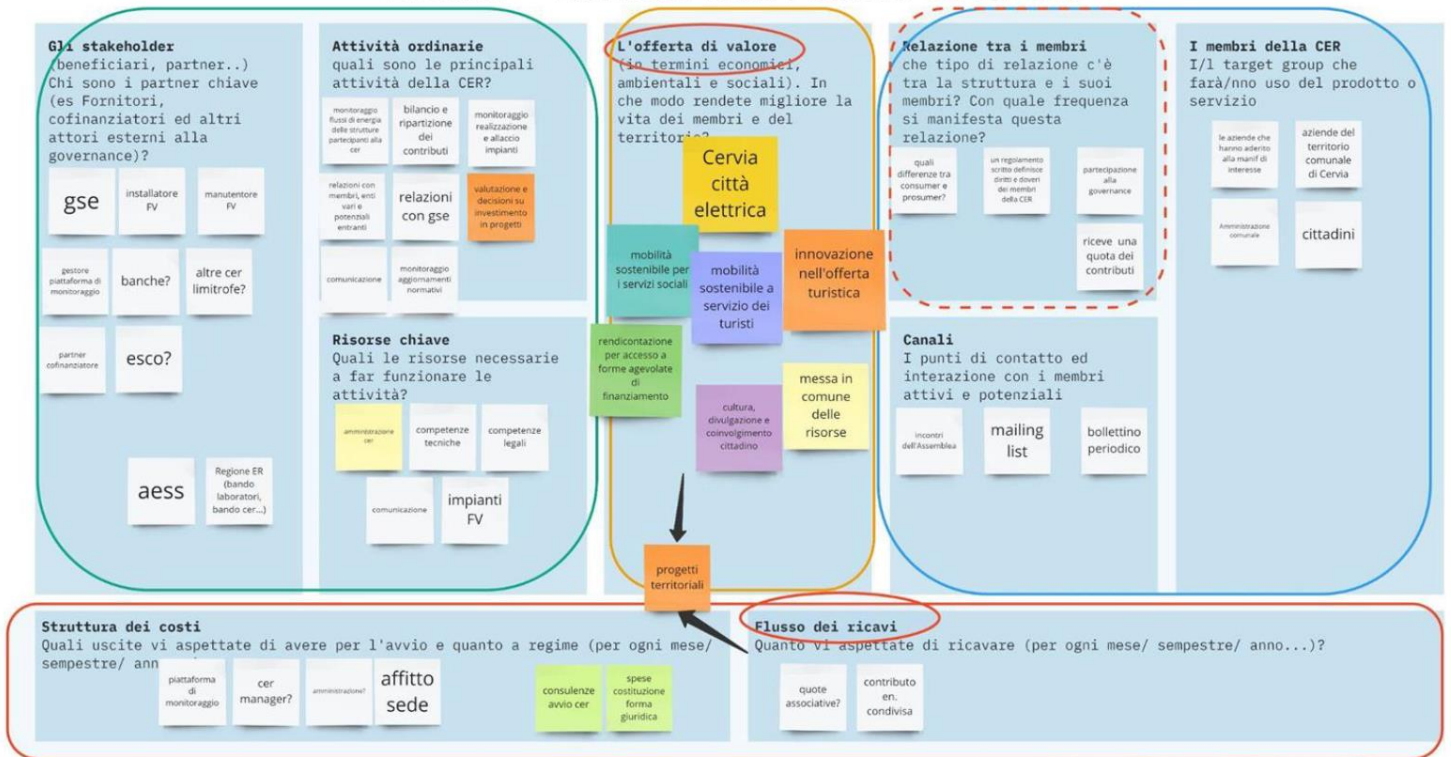 Gli stakeholder
(beneficiari, partner..)
Chi sono i partner chiave
(es Fornitori,
cofinanziatori ed altri
attori esterni alla
governance)?
gse
installatore
FV
manutentore
FV
gestore
piattaforma di
monitoraggio
banche?
altre cer
limitrofe?
partner
cofinanziatore
esco?
aess
Regione ER
(bando
laboratori,
bando cer...)
Attività ordinarie
quali sono le principali
attività della CER?
monitoraggio
flussi di energia
delle strutture
partecipanti alla
cer
bilancio e
ripartizione
dei
contributi
monitoraggio
realizzazione
e allaccio
impianti
relazioni con
membri, enti
vari e
potenziali
entranti
relazioni
con gse
valutazione e
decisioni su
investimento
in progetti
comunicazione
monitoraggio
aggiornamenti
normativi
Risorse chiave
Quali le risorse necessarie
a far funzionare le
attività?
amministrazione
cer
competenze
tecniche
competenze
legali
comunicazione
impianti
FV
L'offerta di valore
(in termini economici,
ambientali e sociali). In
che modo rendete migliore la
vita dei membri e del
territorio?
Cervia
città
elettrica
mobilità
sostenibile per
i servizi sociali
mobilità
sostenibile a
servizio dei
turisti
innovazione
nell'offerta
turistica
rendicontazione
per accesso a
forme agevolate
di
finanziamento
cultura,
divulgazione e
coinvolgimento
cittadino
messa in
comune
delle
risorse
progetti
territoriali
Relazione tra i membri
che tipo di relazione c'è
tra la struttura e i suoi
membri? Con quale frequenza
si manifesta questa
relazione?
quali
differenze tra
consumer e
prosumer?
un regolamento
scritto definisce
diritti e doveri
dei membri
della CER
partecipazione
alla
governance
riceve una
quota dei
contributi
Canali
I punti di contatto ed
interazione con i membri
attivi e potenziali
incontri
dell'Assemblea
mailing
list
bollettino
periodico
I membri della CER
I/l target group che
farà/nno uso del prodotto o
servizio
le aziende che
hanno aderito
alla manif di
interesse
aziende del
territorio
comunale
di Cervia
Amministrazione
comunale
cittadini
Struttura dei costi
Quali uscite vi aspettate di avere per l'avvio e quanto a regime (per ogni mese/
sempestre/ ann
piattaforma
di
monitoraggio
cer
manager?
amministrazione?
affitto
sede
consulenze
avvio cer
spese
costituzione
forma
giuridica
Flusso dei ricavi
Quanto vi aspettate di ricavare (per ogni mese/ sempestre/ anno...)?
quote
associative?
contributo
en.
condivisa